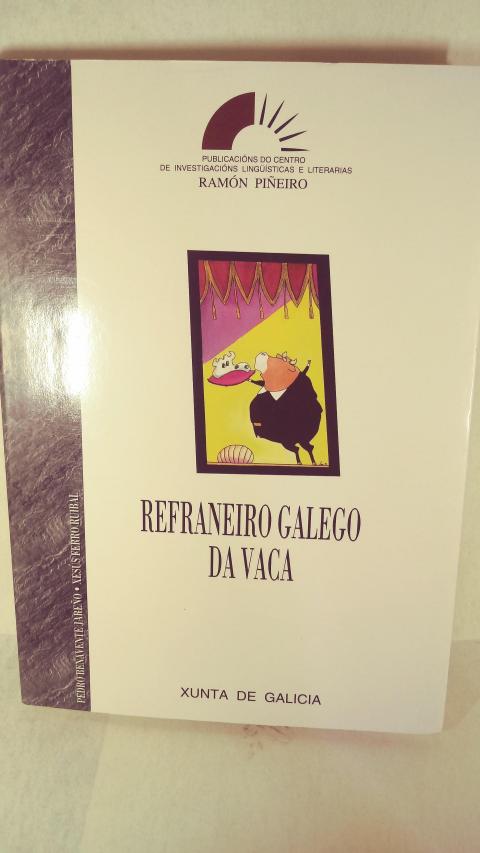 PUBLICACIÓNS DO CENTRO
DE INVESTIGACIÓNS LINGÜÍSTICAS E LITERARIAS
RAMÓN PIÑEIRO
REFRANEIRO GALEGO
DA VACA
PEDRO BENAVENTE JAREÑO • XESÚS FERRO RUIBAL
XUNTA DE GALICIA